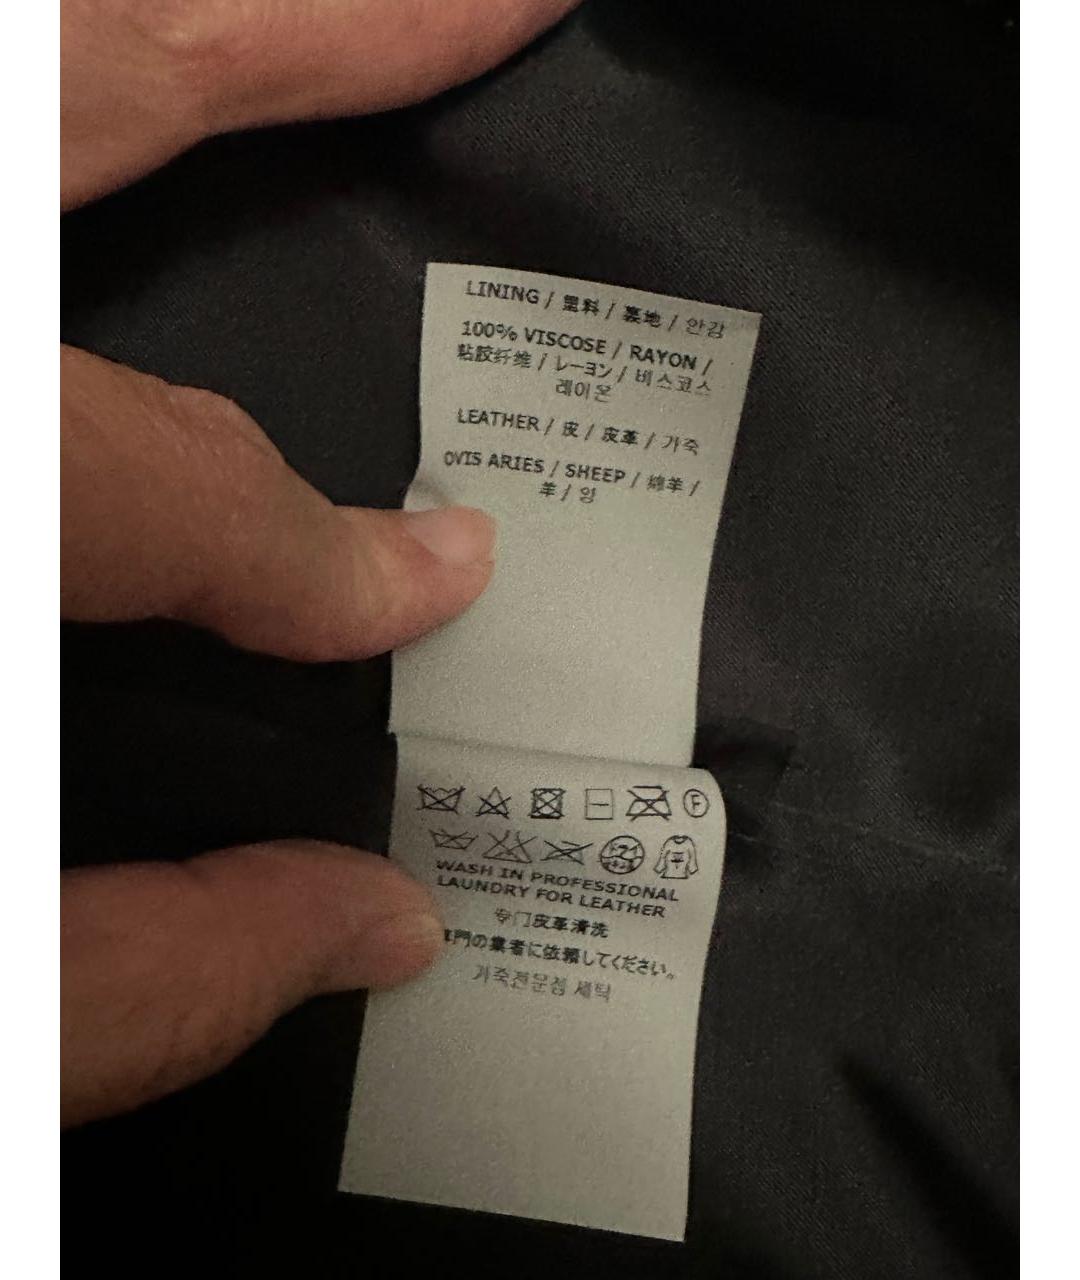 LINING / 里料 / 裏地 / 안감
100% VISCOSE / RAYON /
粘胶纤维 / レーヨン / 비스코스
레이온
LEATHER / 皮 / 皮革 / 가죽
OVIS ARIES / SHEEP / 绵羊 /
羊 / 양
F
WASH IN PROFESSIONAL
LAUNDRY FOR LEATHER
专门皮革清洗
門の業者に依頼してください。
가죽전문점 세탁